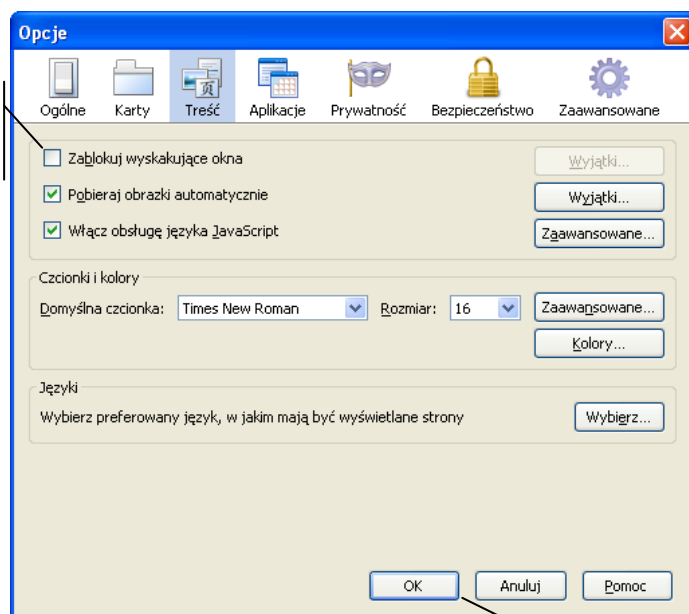 Opcje
Ogólne Karty Treść Aplikacje Prywatność Bezpieczeństwo Zaawansowane
Zablokuj wyskakujące okna Wyjątki...
Pobieraj obrazki automatycznie Wyjątki...
Włącz obsługę języka JavaScript Zaawansowane...
Czcionki i kolory
Domyślna czcionka: Times New Roman Rozmiar: 16 Zaawansowane...
Kolory...
Języki
Wybierz preferowany język, w jakim mają być wyświetlane strony Wybierz...
OK Anuluj Pomoc